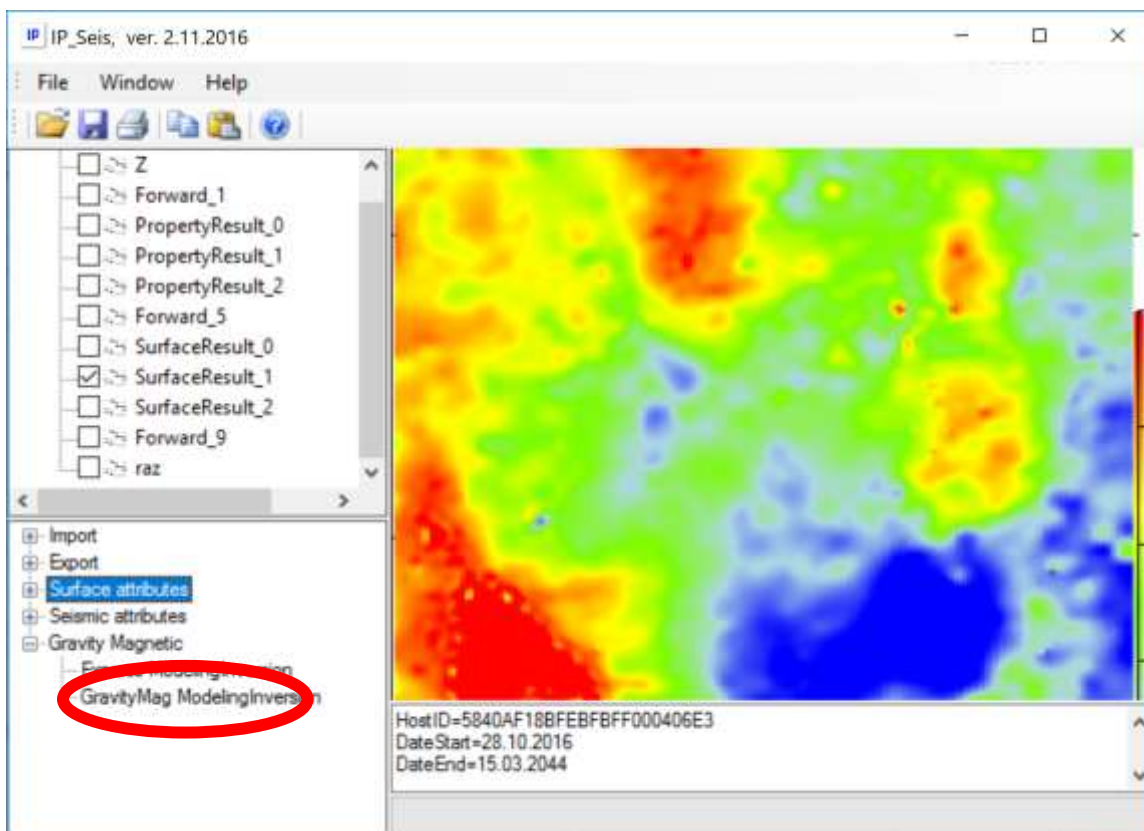 IP IP_Seis, ver. 2.11.2016
File Window Help
Z
Forward_1
PropertyResult_0
PropertyResult_1
PropertyResult_2
Forward_5
SurfaceResult_0
SurfaceResult_1
SurfaceResult_2
Forward_9
raz
Import
Export
Surface attributes
Seismic attributes
Gravity Magnetic
GravityMag ModelingInversion
HostID=5840AF18BFEBFBFF000406E3
DateStart=28.10.2016
DateEnd=15.03.2044